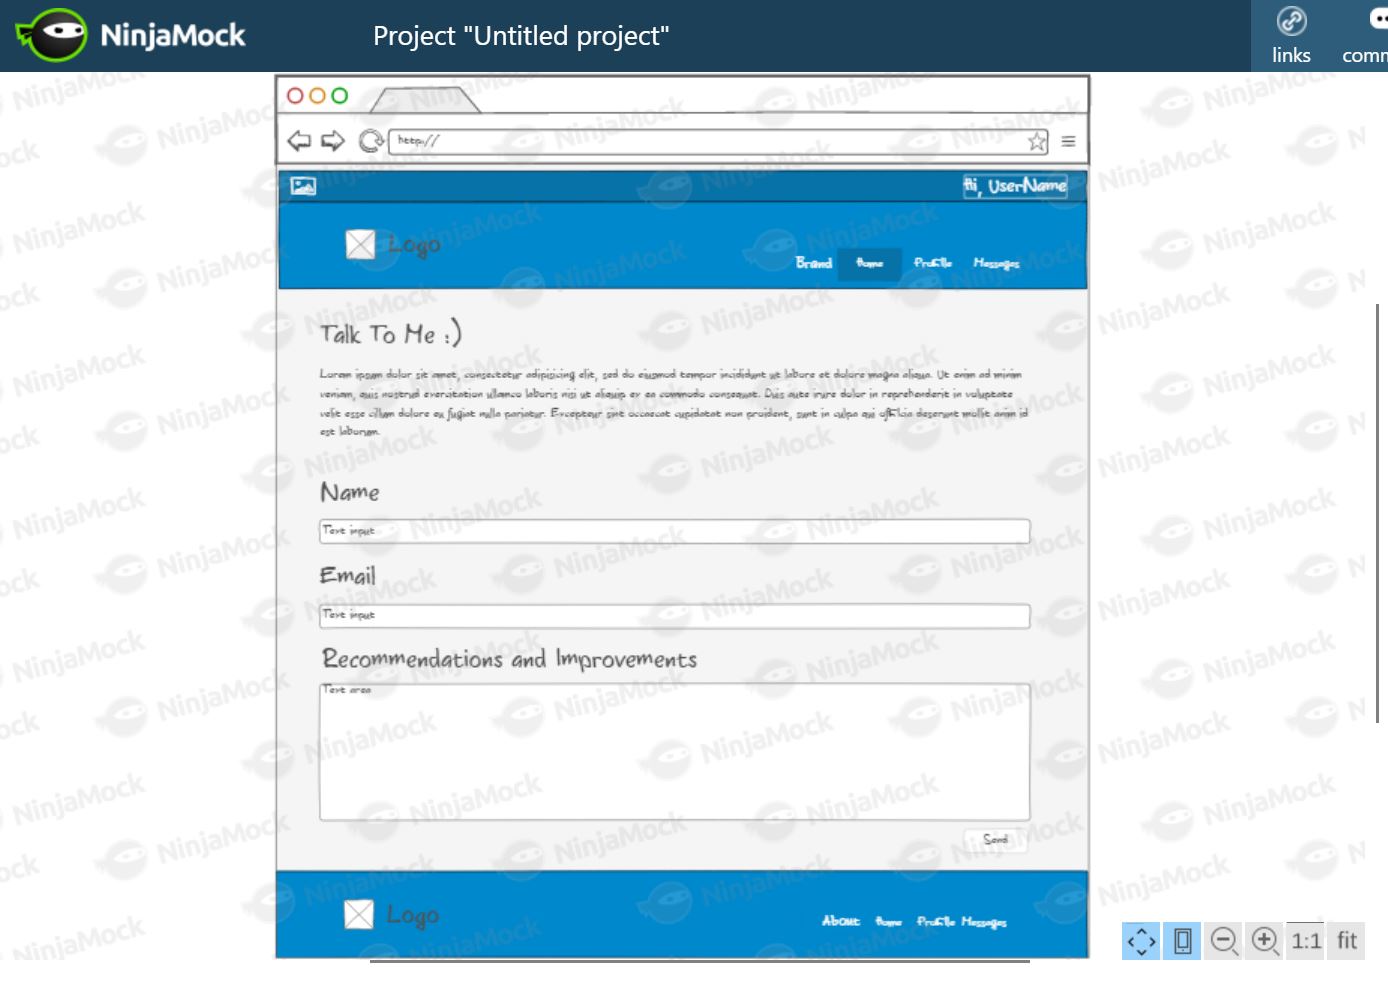 NinjaMock
Project "Untitled project"
links
comm
http://
Hi, UserName
Logo
Brand Home Profile Messages
Talk To Me :)
Lorem ipsum dolor sit amet, consectetur adipisicing elit, sed do eiusmod tempor incididunt ut labore et dolore magna aliqua. Ut enim ad minim
veniam, quis nostrud exercitation ullamco laboris nisi ut aliquip ex ea commodo consequat. Duis aute irure dolor in reprehenderit in voluptate
velit esse cillum dolore eu fugiat nulla pariatur. Excepteur sint occaecat cupidatat non proident, sunt in culpa qui officia deserunt mollit anim id
est laborum.
Name
Text input
Email
Text input
Recommendations and Improvements
Text area
Send
Logo
About Home Profile Messages
1:1
fit